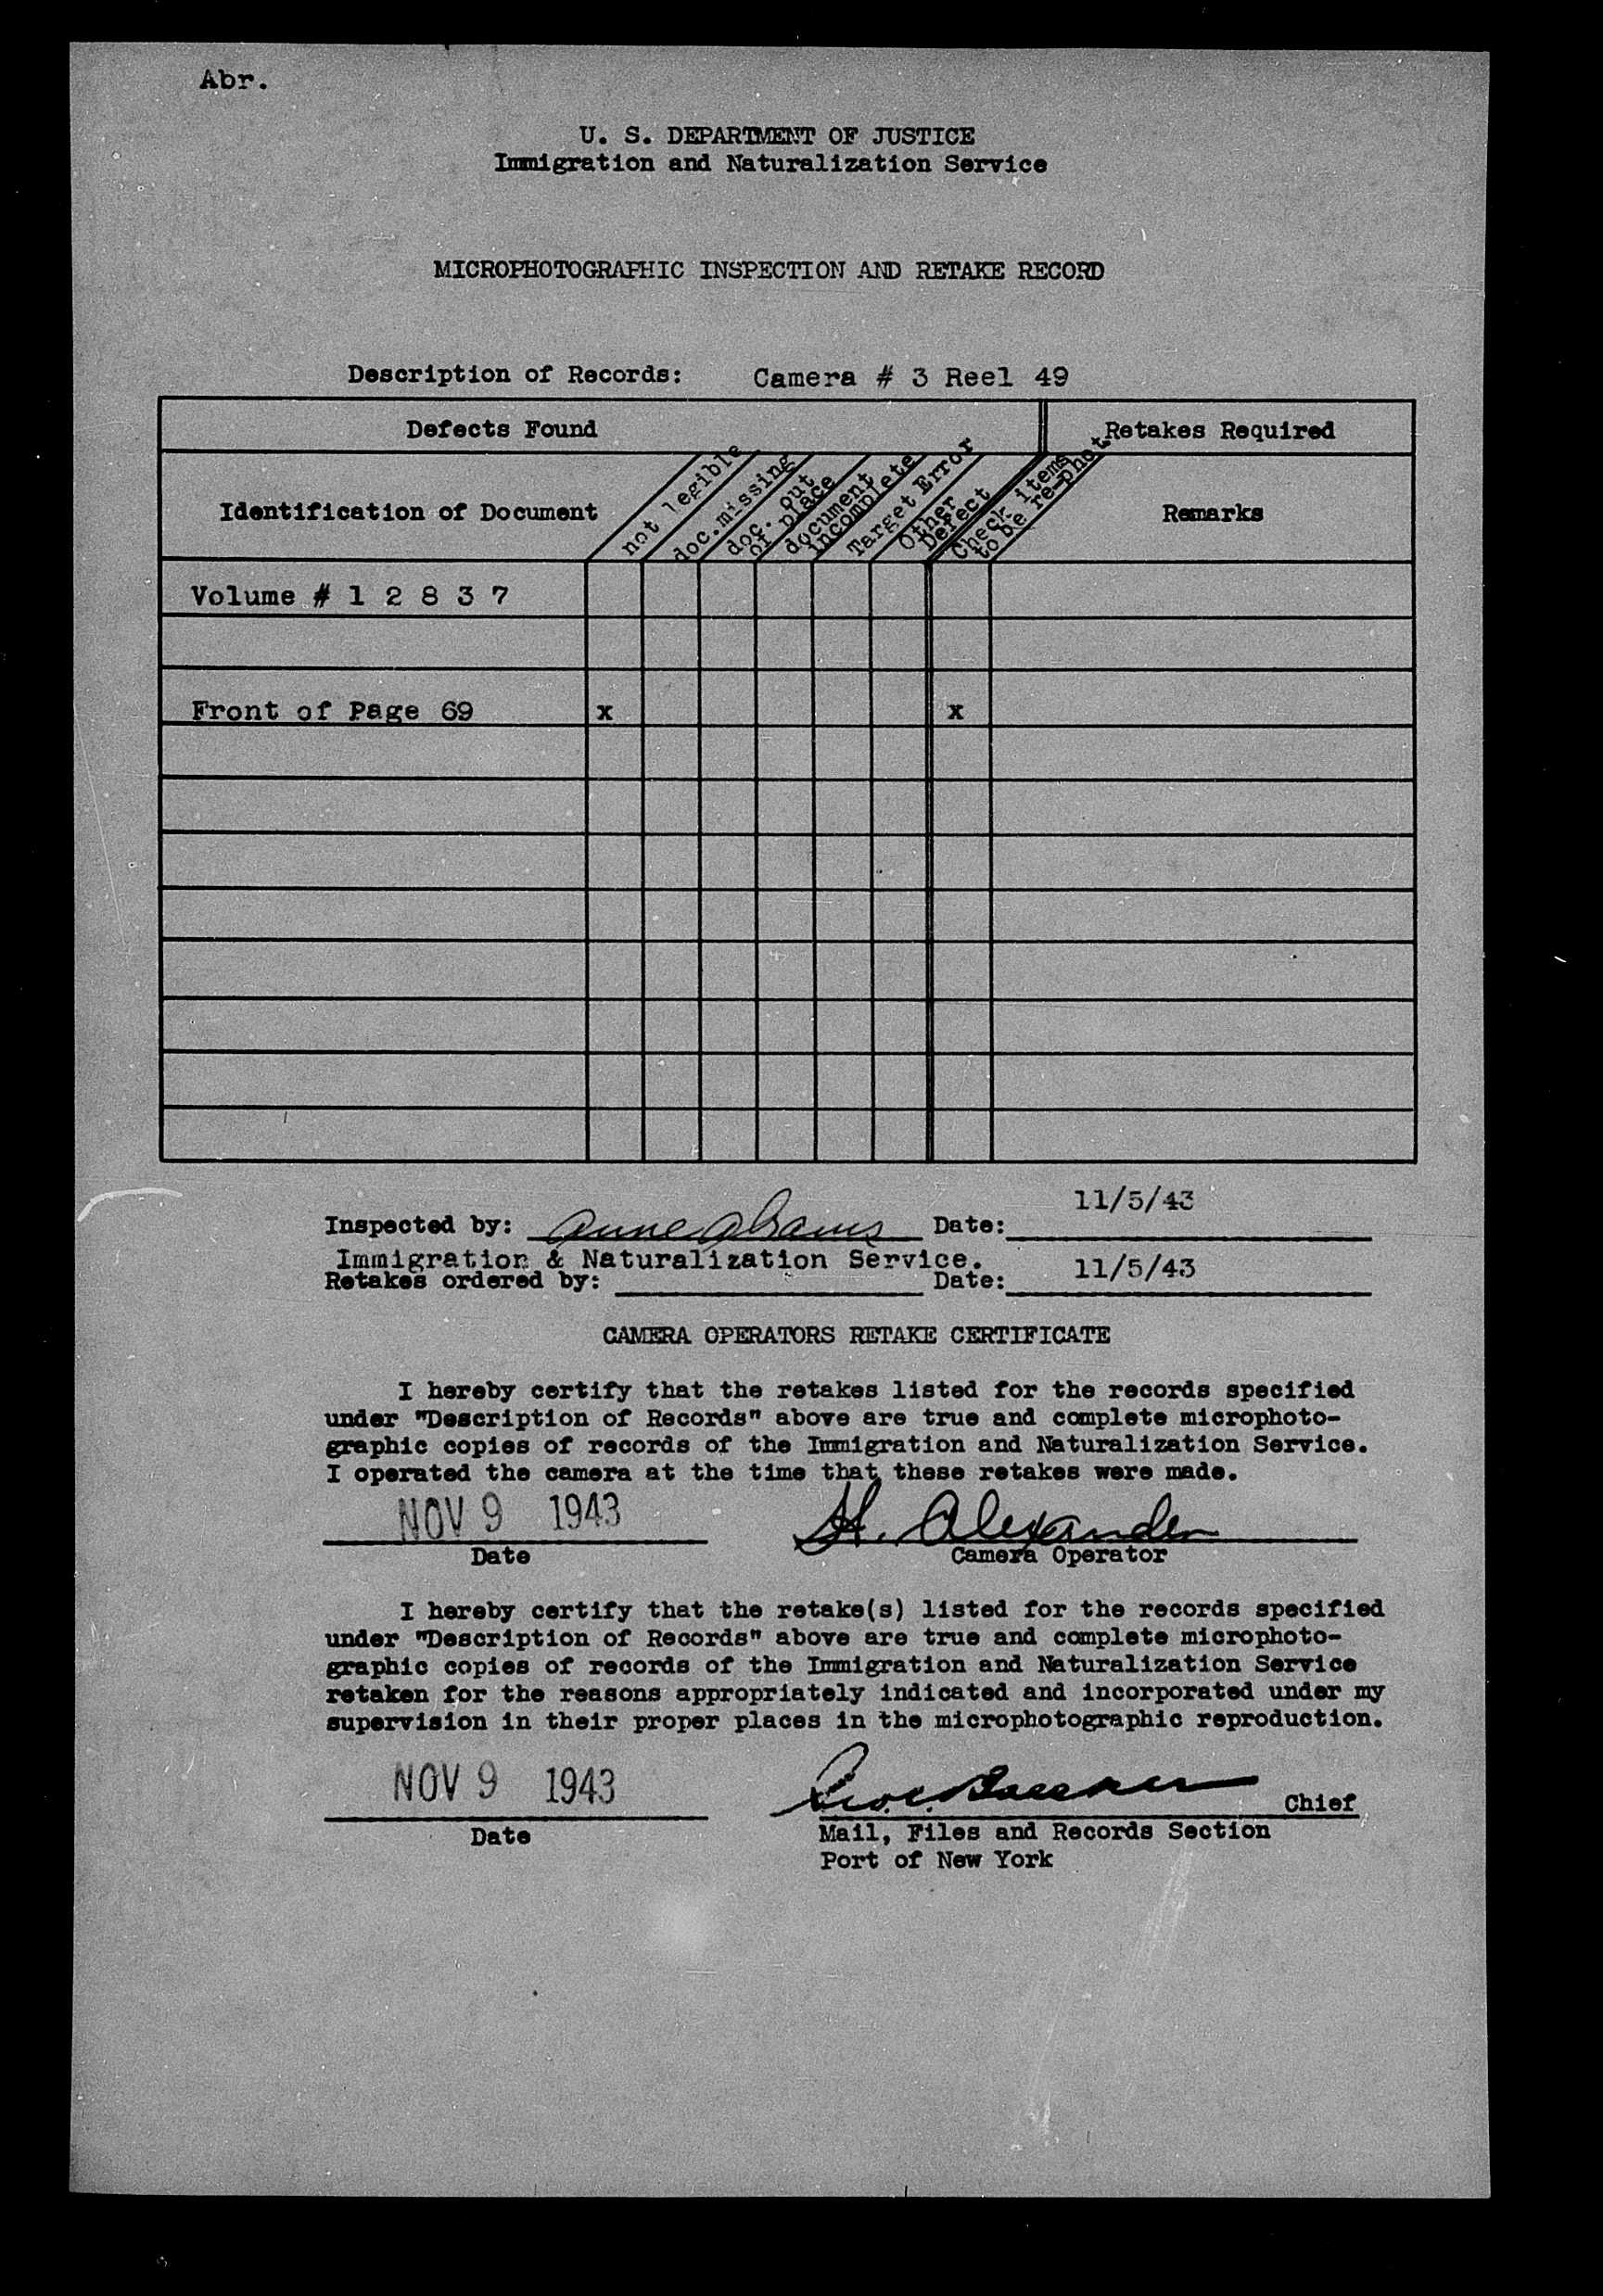 Abr.
U. S. DEPARTMENT OF JUSTICE
Immigration and Naturalization Service
MICROPHOTOGRAPHIC INSPECTION AND RETAKE RECORD
Description of Records: Camera # 3 Reel 49
Defects Found
Retakes Required
Identification of Document
not legible
doc. missing
doc. out
of place
document
incomplete
Target Error
Other
Defect
Check items
to be re-phot
Remarks
Volume # 1 2 8 3 7
Front of Page 69 x x
11/5/43
Inspected by: Anne Abrams Date:
Immigration & Naturalization Service.
11/5/43
Retakes ordered by: Date:
CAMERA OPERATORS RETAKE CERTIFICATE
I hereby certify that the retakes listed for the records specified
under "Description of Records" above are true and complete microphoto-
graphic copies of records of the Immigration and Naturalization Service.
I operated the camera at the time that these retakes were made.
NOV 9 1943 H. Alexander
Date Camera Operator
I hereby certify that the retake(s) listed for the records specified
under "Description of Records" above are true and complete microphoto-
graphic copies of records of the Immigration and Naturalization Service
retaken for the reasons appropriately indicated and incorporated under my
supervision in their proper places in the microphotographic reproduction.
NOV 9 1943
Chief
Date Mail, Files and Records Section
Port of New York